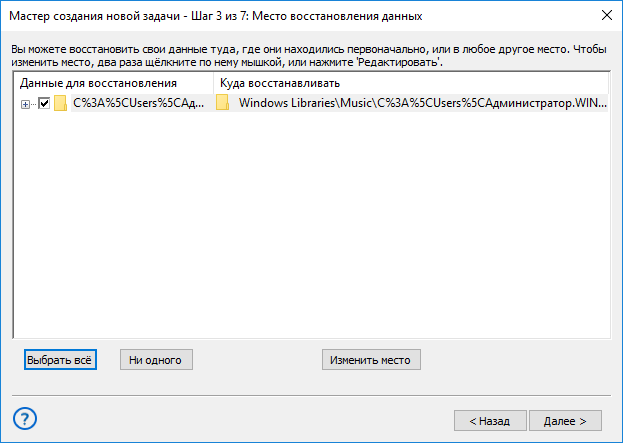 Мастер создания новой задачи - Шаг 3 из 7: Место восстановления данных
Вы можете восстановить свои данные туда, где они находились первоначально, или в любое другое место. Чтобы
изменить место, два раза щёлкните по нему мышкой, или нажмите 'Редактировать'.
Данные для восстановления Куда восстанавливать
C%3A%5CUsers%5CАд... Windows Libraries\Music\C%3A%5CUsers%5CАдминистратор.WIN...
Выбрать всё Ни одного Изменить место
? < Назад Далее >